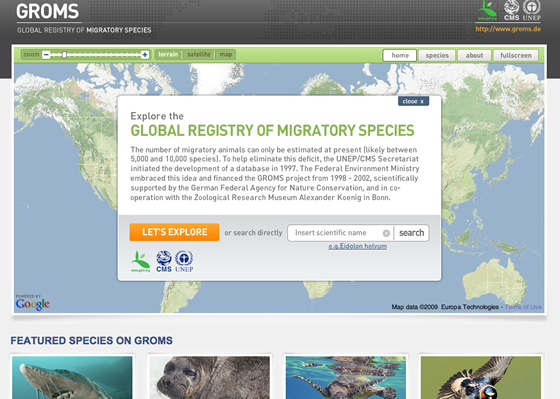 GROMS
GLOBAL REGISTRY OF MIGRATORY SPECIES
CMS UNEP
http://www.groms.de
zoom terrain satellite map
home species about fullscreen
close x
Explore the
GLOBAL REGISTRY OF MIGRATORY SPECIES
The number of migratory animals can only be estimated at present (likely between
5,000 and 10,000 species). To help eliminate this deficit, the UNEP/CMS Secretariat
initiated the development of a database in 1997. The Federal Environment Ministry
embraced this idea and financed the GROMS project from 1998 - 2002, scientifically
supported by the German Federal Agency for Nature Conservation, and in co-
operation with the Zoological Research Museum Alexander Koenig in Bonn.
LET'S EXPLORE or search directly Insert scientific name x search
e.g.Eidolon helvum
CMS UNEP
POWERED BY
Google
Map data ©2009 Europa Technologies - Terms of Use
FEATURED SPECIES ON GROMS